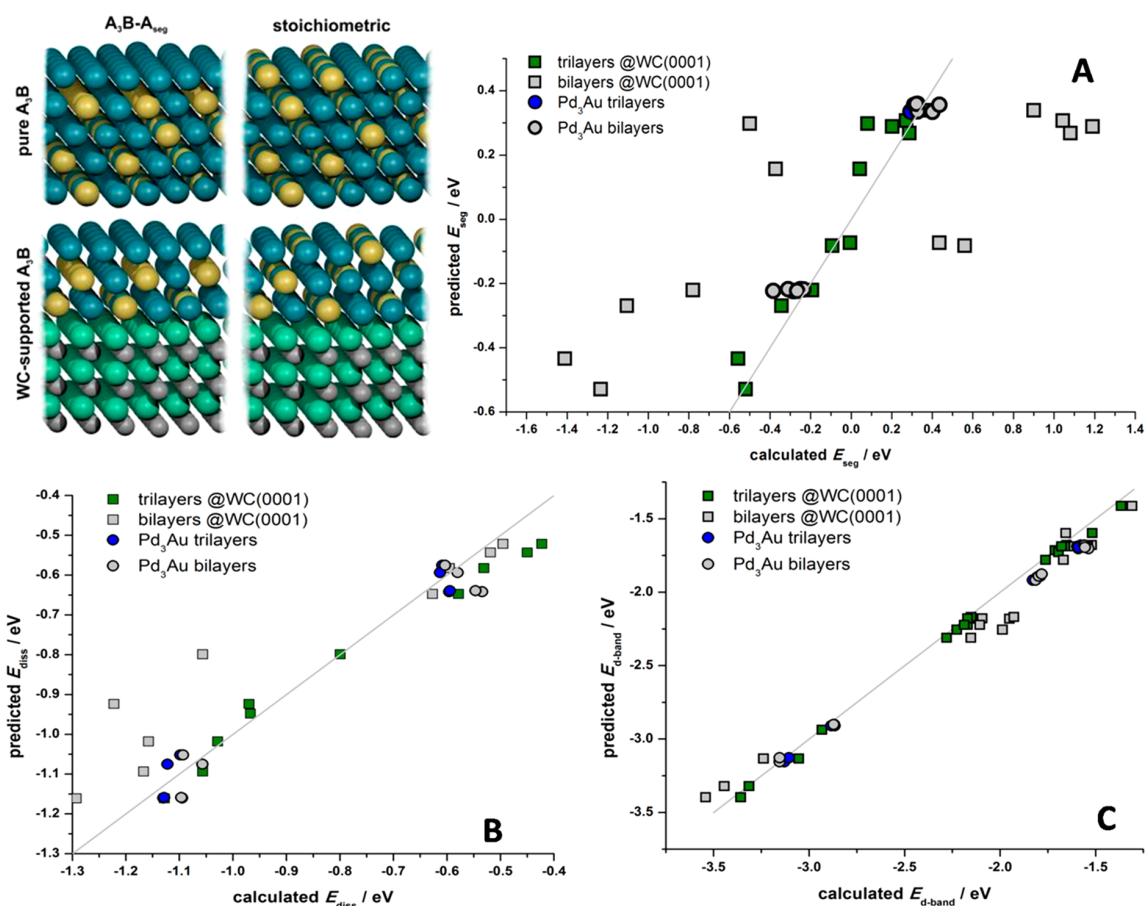 A₃B-Aseg
stoichiometric
pure A₃B
WC-supported A₃B
trilayers @WC(0001)
bilayers @WC(0001)
Pd₃Au trilayers
Pd₃Au bilayers
A
0.4
0.2
0.0
-0.2
-0.4
-0.6
predicted Eseg / eV
-1.6 -1.4 -1.2 -1.0 -0.8 -0.6 -0.4 -0.2 0.0 0.2 0.4 0.6 0.8 1.0 1.2 1.4
calculated Eseg / eV
trilayers @WC(0001)
bilayers @WC(0001)
Pd₃Au trilayers
Pd₃Au bilayers
B
-0.4
-0.5
-0.6
-0.7
-0.8
-0.9
-1.0
-1.1
-1.2
-1.3
predicted Ediss / eV
-1.3 -1.2 -1.1 -1.0 -0.9 -0.8 -0.7 -0.6 -0.5 -0.4
calculated Ediss / eV
trilayers @WC(0001)
bilayers @WC(0001)
Pd₃Au trilayers
Pd₃Au bilayers
C
-1.5
-2.0
-2.5
-3.0
-3.5
predicted Ed-band / eV
-3.5 -3.0 -2.5 -2.0 -1.5
calculated Ed-band / eV